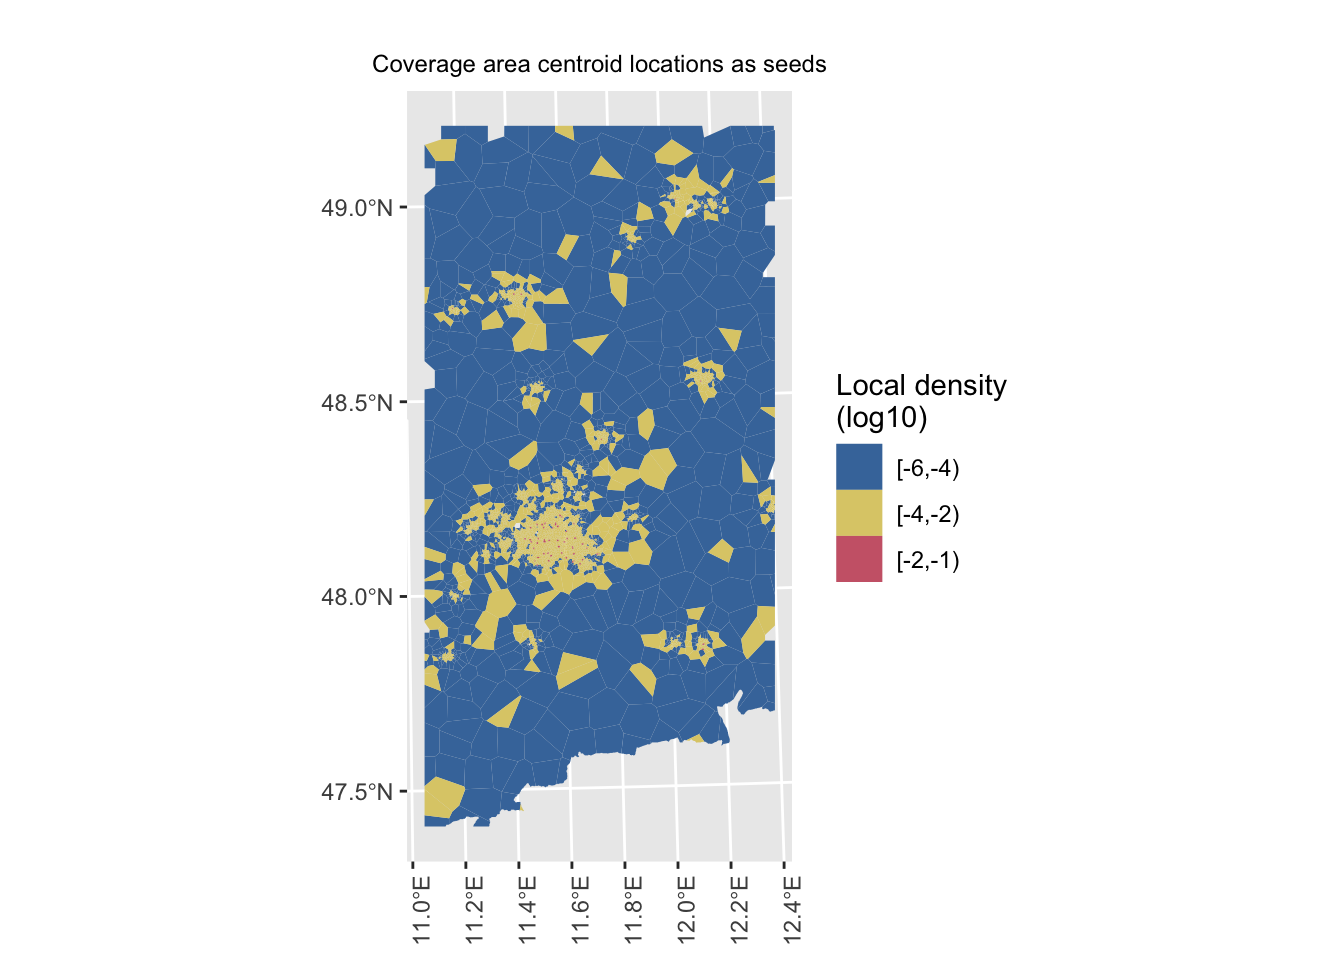 Coverage area centroid locations as seeds
49.0°N
48.5°N
48.0°N
47.5°N
11.0°E
11.2°E
11.4°E
11.6°E
11.8°E
12.0°E
12.2°E
12.4°E
Local density
(log10)
[-6,-4)
[-4,-2)
[-2,-1)